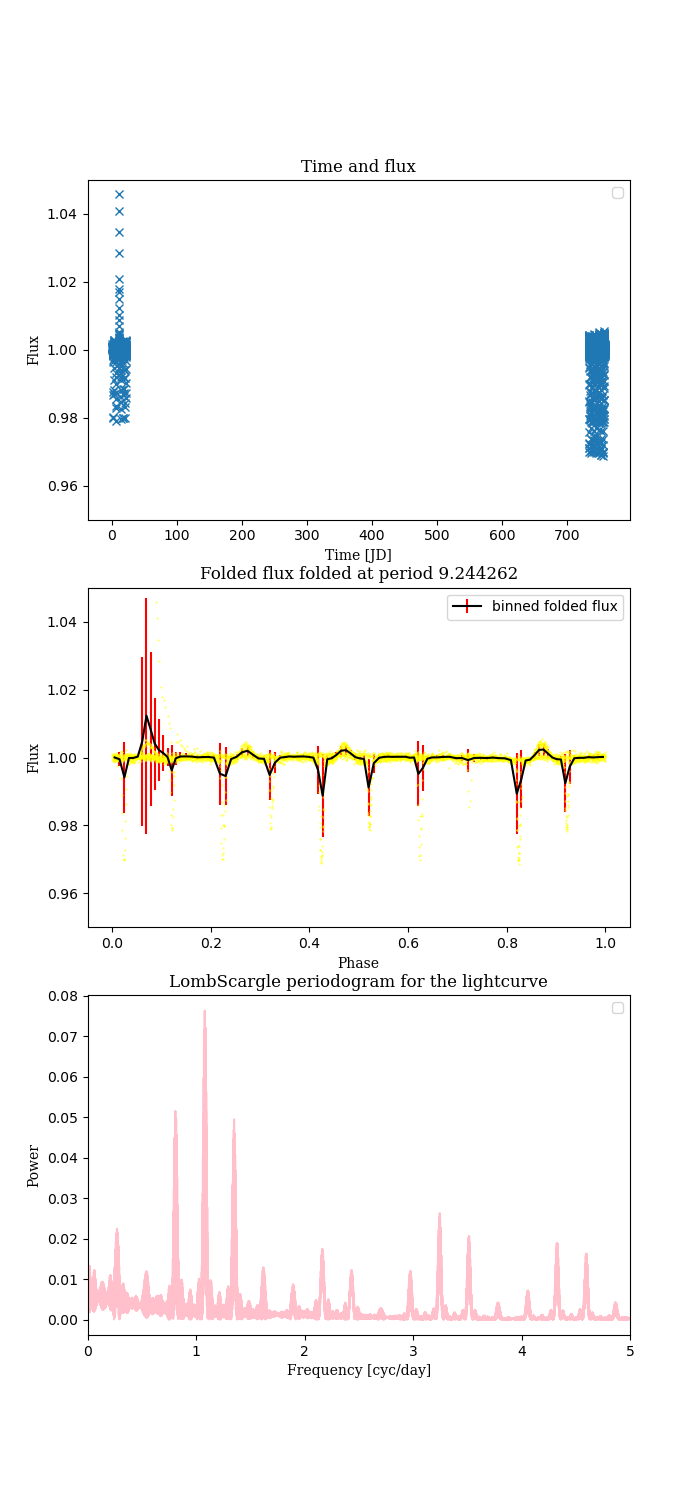 Time and flux
1.04
1.02
1.00
0.98
0.96
Flux
0 100 200 300 400 500 600 700
Time [JD]
Folded flux folded at period 9.244262
binned folded flux
1.04
1.02
1.00
0.98
0.96
Flux
0.0 0.2 0.4 0.6 0.8 1.0
Phase
LombScargle periodogram for the lightcurve
0.08
0.07
0.06
0.05
0.04
0.03
0.02
0.01
0.00
Power
0 1 2 3 4 5
Frequency [cyc/day]